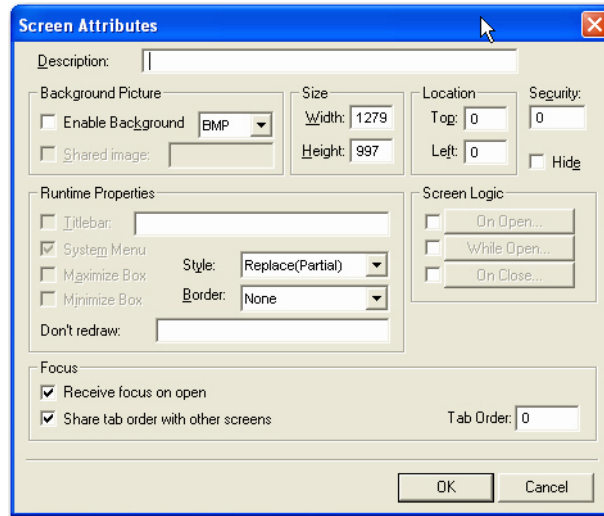 Screen Attributes
Description:
Background Picture
Enable Background BMP
Shared image:
Size
Width: 1279
Height: 997
Location
Top: 0
Left: 0
Security:
0
Hide
Runtime Properties
Titlebar:
System Menu
Maximize Box
Minimize Box
Style: Replace(Partial)
Border: None
Don't redraw:
Screen Logic
On Open...
While Open...
On Close...
Focus
Receive focus on open
Share tab order with other screens
Tab Order: 0
OK
Cancel